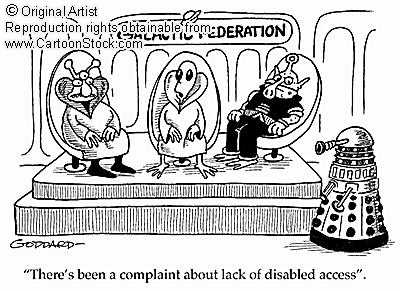 © Original Artist
Reproduction rights obtainable from
www.CartoonStock.com
GALACTIC FEDERATION
GODDARD
"There's been a complaint about lack of disabled access".